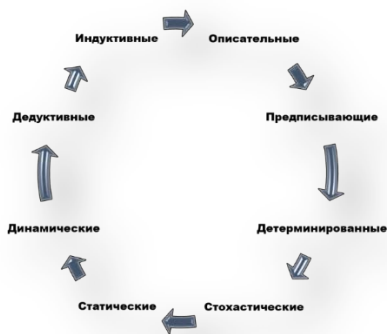 Индуктивные
Описательные
Предписывающие
Детерминированные
Стохастические
Статические
Динамические
Дедуктивные